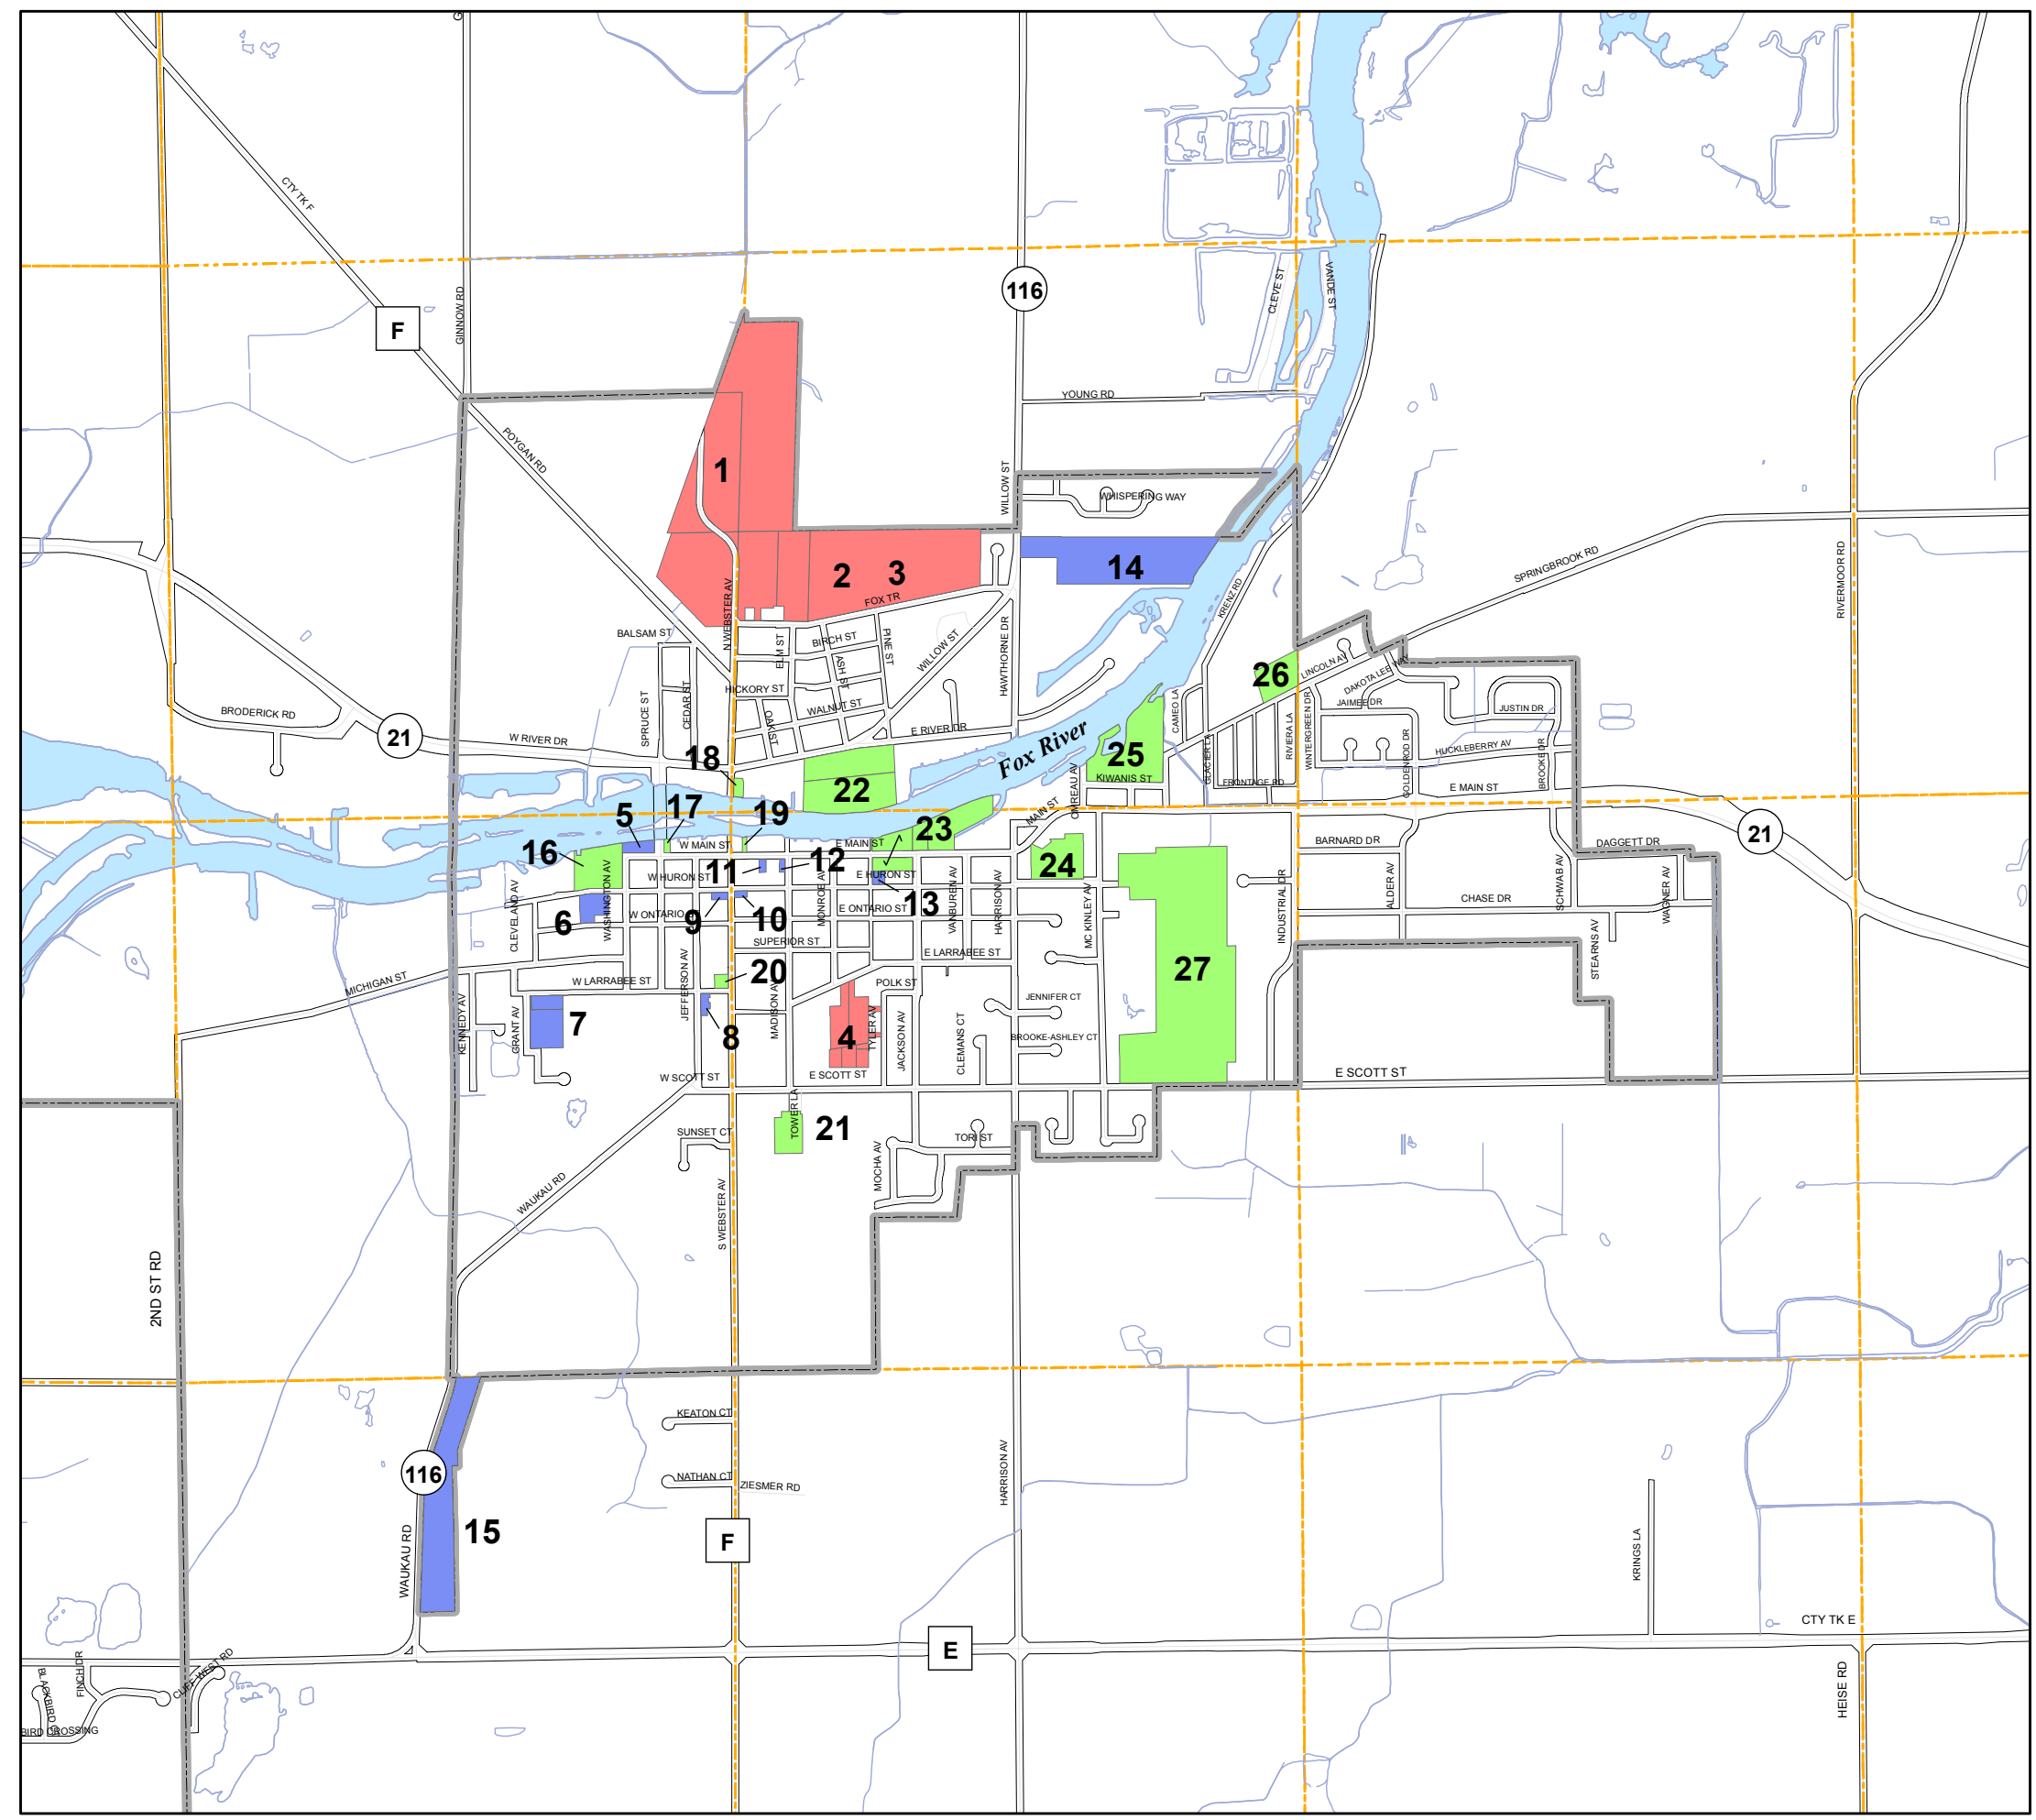 CTY TK F
GINNOW RD
F
116
CLEVE ST
VANDE ST
YOUNG RD
POYGAN RD
1
WILLOW ST
WHISPERING WAY
2
3
14
FOX TR
N WEBSTER AV
KRENZ RD
SPRINGBROOK RD
RIVERMOOR RD
BALSAM ST
ELM ST
BIRCH ST
PINE ST
ASH ST
WILLOW ST
HAWTHORNE DR
26
LINCOLN AV
DAKOTA LEE WAY
HICKORY ST
WALNUT ST
OAK ST
SPRUCE ST
CEDAR ST
BRODERICK RD
21
W RIVER DR
E RIVER DR
Fox River
CAMEO LA
GLACIER LA
RIVIERA LA
WINTERGREEN DR
JAIMEE DR
JUSTIN DR
GOLDENROD DR
HUCKLEBERRY AV
BROOKE DR
18
22
25
KIWANIS ST
FRONTAGE RD
E MAIN ST
5
17
19
23
MAIN ST
OMREAU AV
21
16
W MAIN ST
E MAIN ST
24
BARNARD DR
DAGGETT DR
11
12
W HURON ST
E HURON ST
13
6
9
10
W ONTARIO ST
E ONTARIO ST
CLEVELAND AV
WASHINGTON AV
MONROE AV
VANBUREN AV
HARRISON AV
MC KINLEY AV
INDUSTRIAL DR
ALDER AV
CHASE DR
SCHWAB AV
WAGNER AV
STEARNS AV
SUPERIOR ST
E LARRABEE ST
MICHIGAN ST
W LARRABEE ST
20
POLK ST
27
KENNEDY AV
GRANT AV
7
JEFFERSON AV
8
MADISON AV
4
TYLER AV
JACKSON AV
CLEMANS CT
JENNIFER CT
BROOKE-ASHLEY CT
W SCOTT ST
E SCOTT ST
E SCOTT ST
TOWER LA
21
SUNSET CT
TORI ST
MOCHA AV
WAUKAU RD
S WEBSTER AV
2ND ST RD
KEATON CT
116
NATHAN CT
ZIESMER RD
HARRISON AV
15
F
WAUKAU RD
KRINGS LA
E
CTY TK E
HEISE RD
FINCH DR
CLIFF WEST RD
BIRD CROSSING